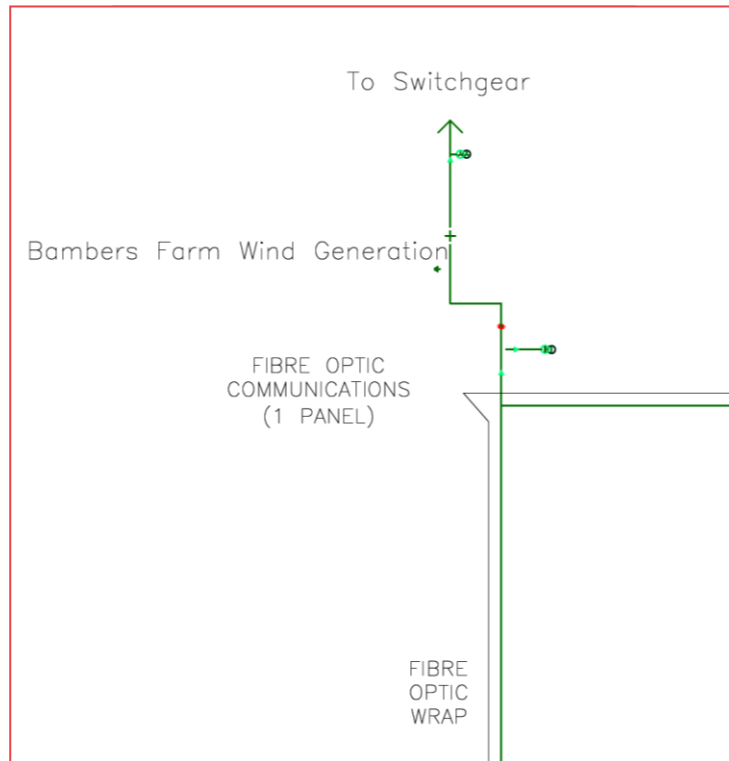 To Switchgear
Bambers Farm Wind Generation
FIBRE OPTIC
COMMUNICATIONS
(1 PANEL)
FIBRE
OPTIC
WRAP